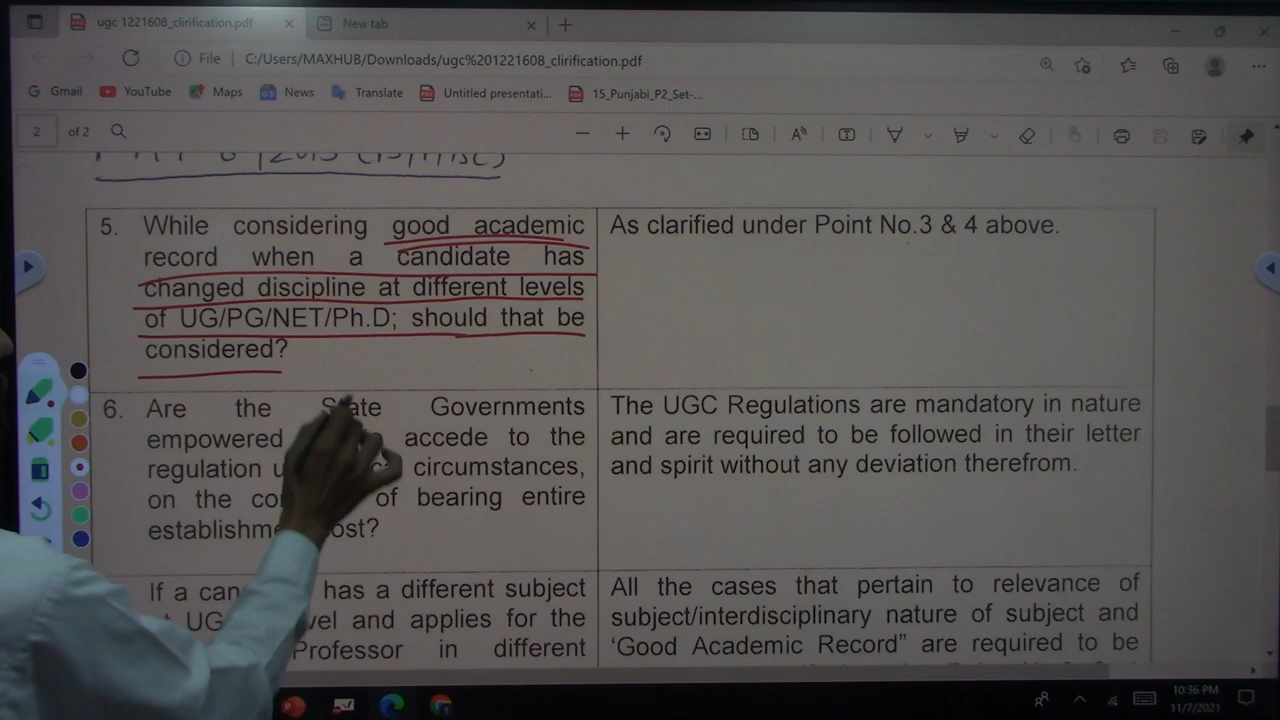 ugc 1221608_clirification.pdf
New tab
File
C:/Users/MAXHUB/Downloads/ugc%201221608_clirification.pdf
Gmail
YouTube
Maps
News
Translate
Untitled presentati...
15_Punjabi_P2_Set-...
2 of 2
5. While considering good academic
record when a candidate has
changed discipline at different levels
of UG/PG/NET/Ph.D; should that be
considered?
As clarified under Point No.3 & 4 above.
6. Are the State Governments
empowered accede to the
regulation circumstances,
on the of bearing entire
cost?
The UGC Regulations are mandatory in nature
and are required to be followed in their letter
and spirit without any deviation therefrom.
If a has a different subject
UG and applies for the
Professor in different
All the cases that pertain to relevance of
subject/interdisciplinary nature of subject and
‘Good Academic Record” are required to be
10:36 PM
11/7/2021